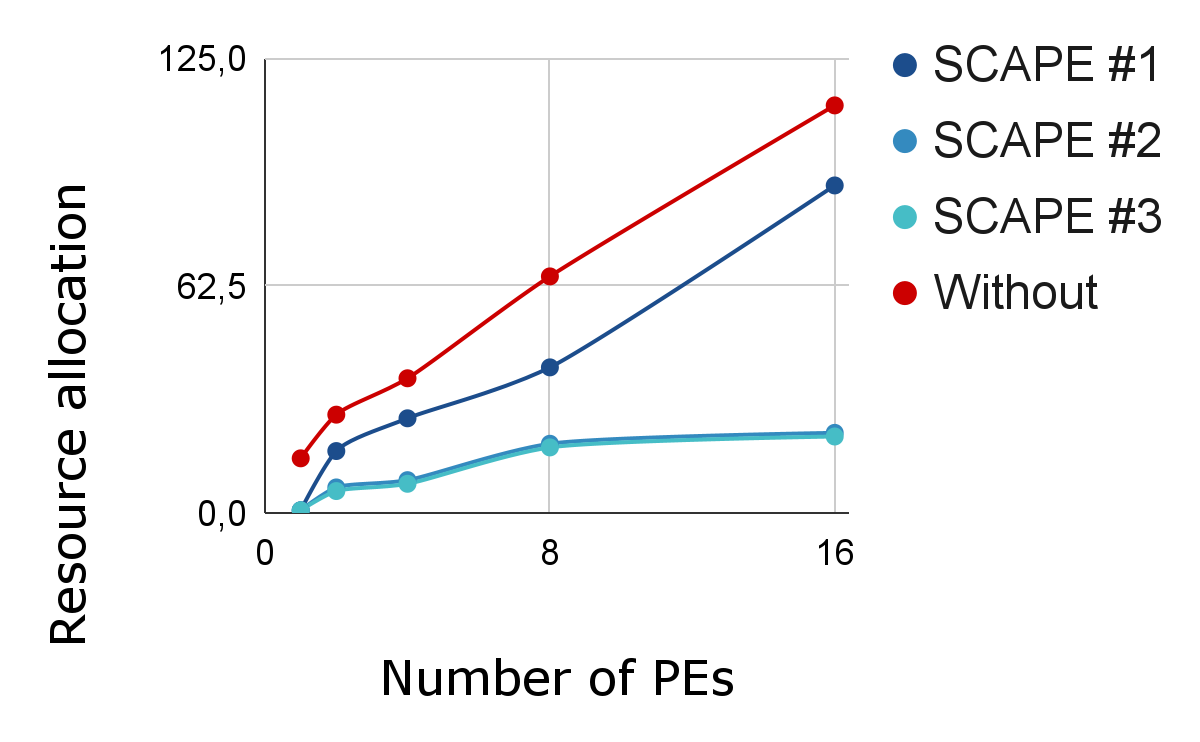 125,0
62,5
0,0
0
8
16
Resource allocation
Number of PEs
SCAPE #1
SCAPE #2
SCAPE #3
Without